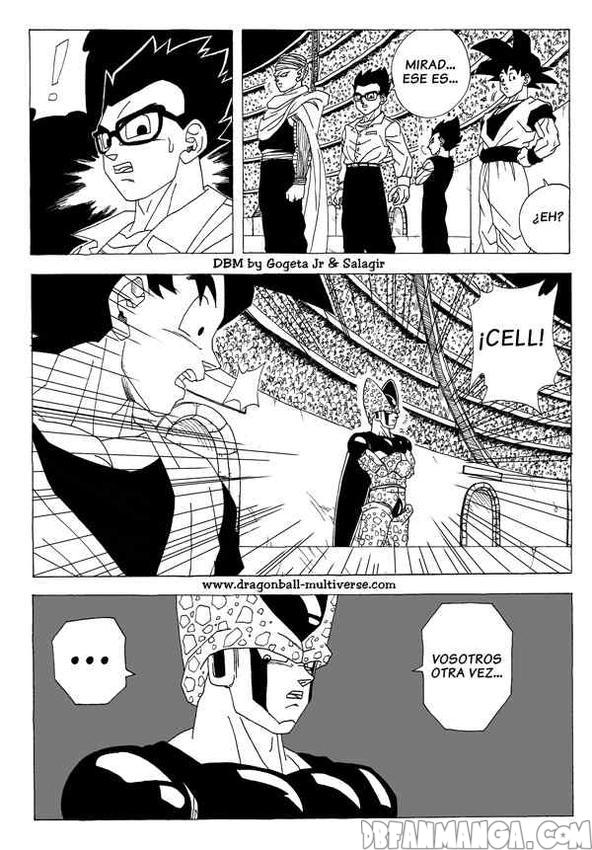 !
MIRAD...
ESE ES...
¿EH?
DBM by Gogeta Jr & Salagir
¡CELL!
www.dragonball-multiverse.com
...
VOSOTROS
OTRA VEZ...
DBFANMANGA.COM